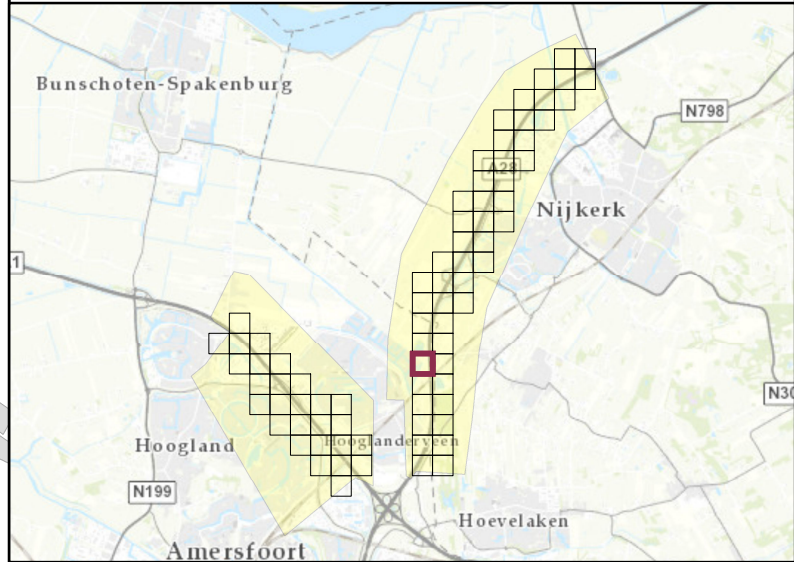 Bunschoten-Spakenburg
N798
A28
Nijkerk
1
N30
Hoogland
Hooglanderveen
N199
Hoevelaken
Amersfoort